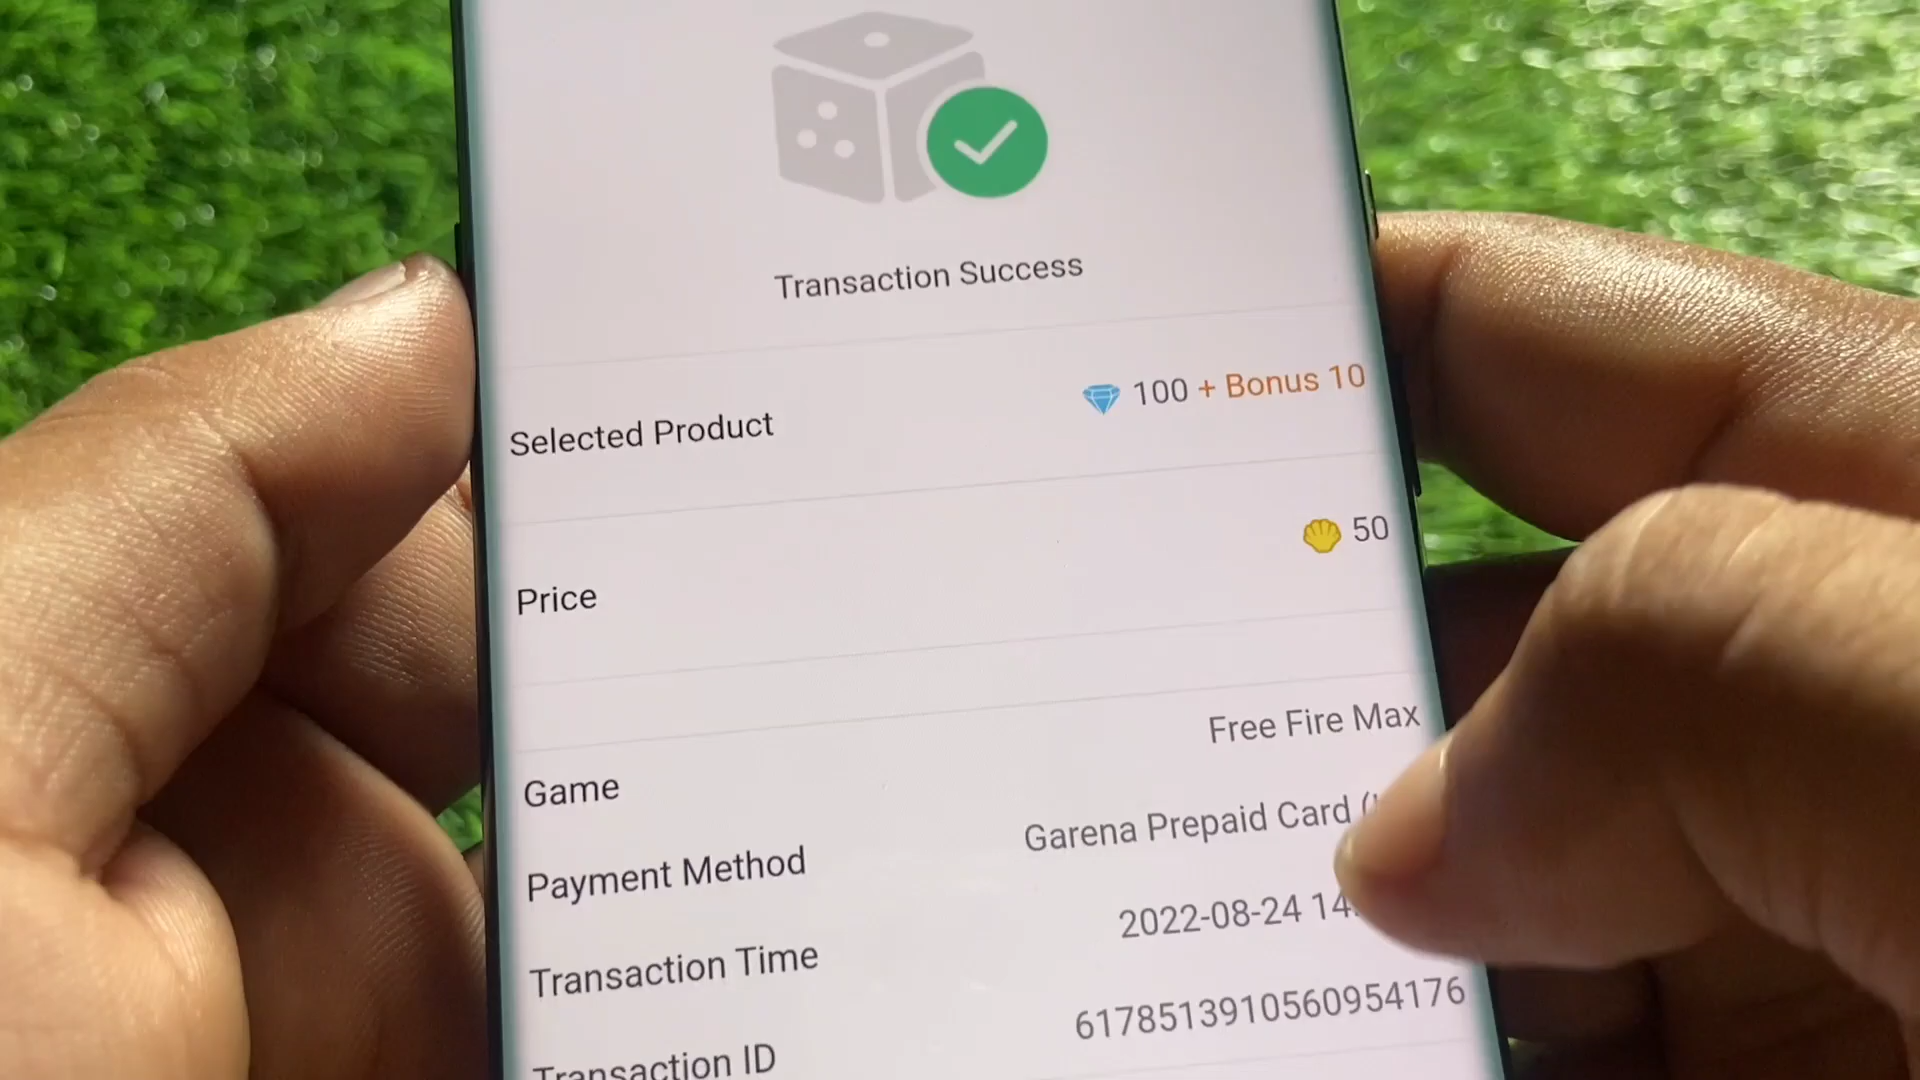 Transaction Success
Selected Product 100 + Bonus 10
Price 50
Game Free Fire Max
Payment Method Garena Prepaid Card
Transaction Time 2022-08-24
Transaction ID 6178513910560954176